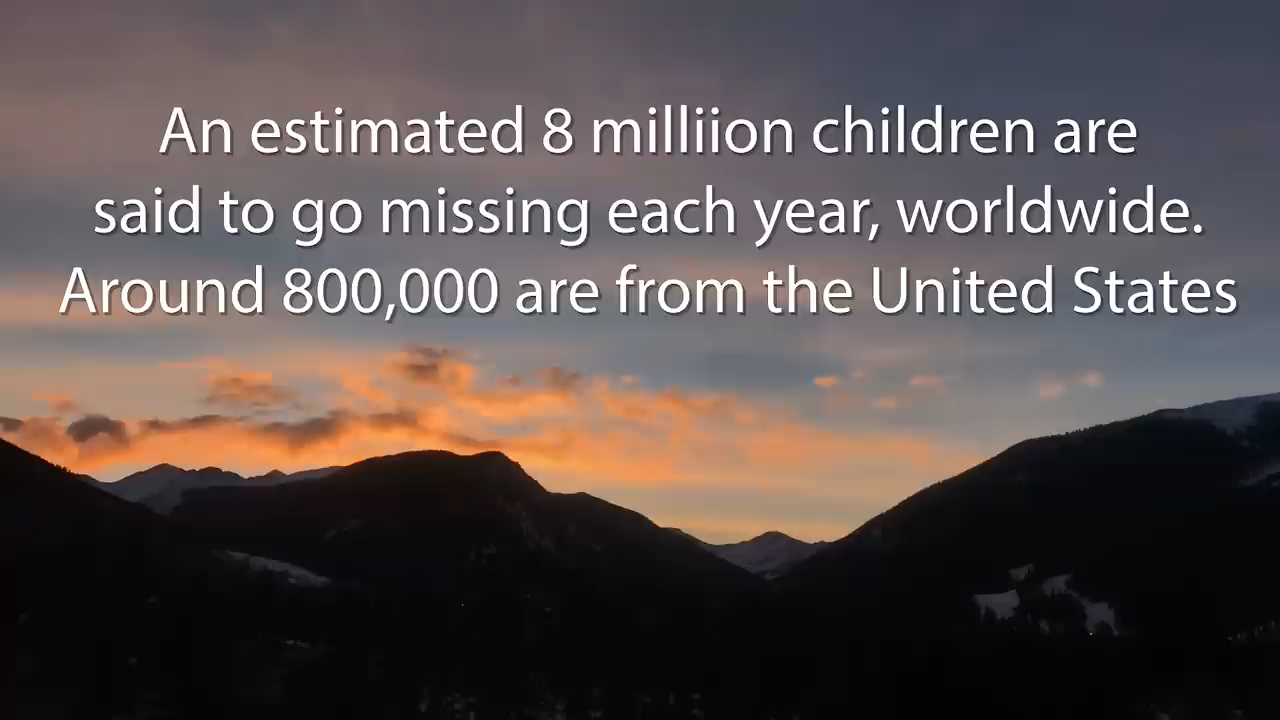 An estimated 8 milliion children are
said to go missing each year, worldwide.
Around 800,000 are from the United States